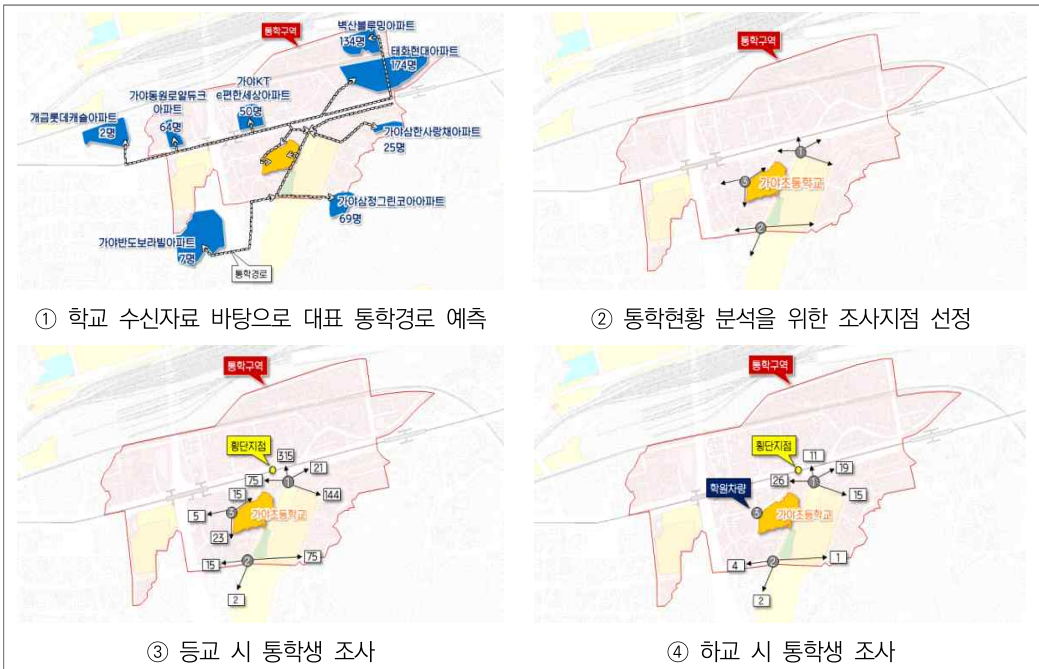 통학구역
벽산블루밍아파트
134명
태화현대아파트
174명
가야KT
e편한세상아파트
50명
가야동원로얄듀크
아파트
64명
개금롯데캐슬아파트
2명
가야삼한사랑채아파트
25명
가야삼정그린코아아파트
69명
가야반도보라빌아파트
7명
통학경로
① 학교 수신자료 바탕으로 대표 통학경로 예측
통학구역
1
3
가야초등학교
2
② 통학현황 분석을 위한 조사지점 선정
통학구역
횡단지점
315
21
75
1
15
144
5
3
가야초등학교
23
15
2
75
2
③ 등교 시 통학생 조사
통학구역
횡단지점
11
19
26
1
학원차량
15
3
가야초등학교
4
2
1
2
④ 하교 시 통학생 조사